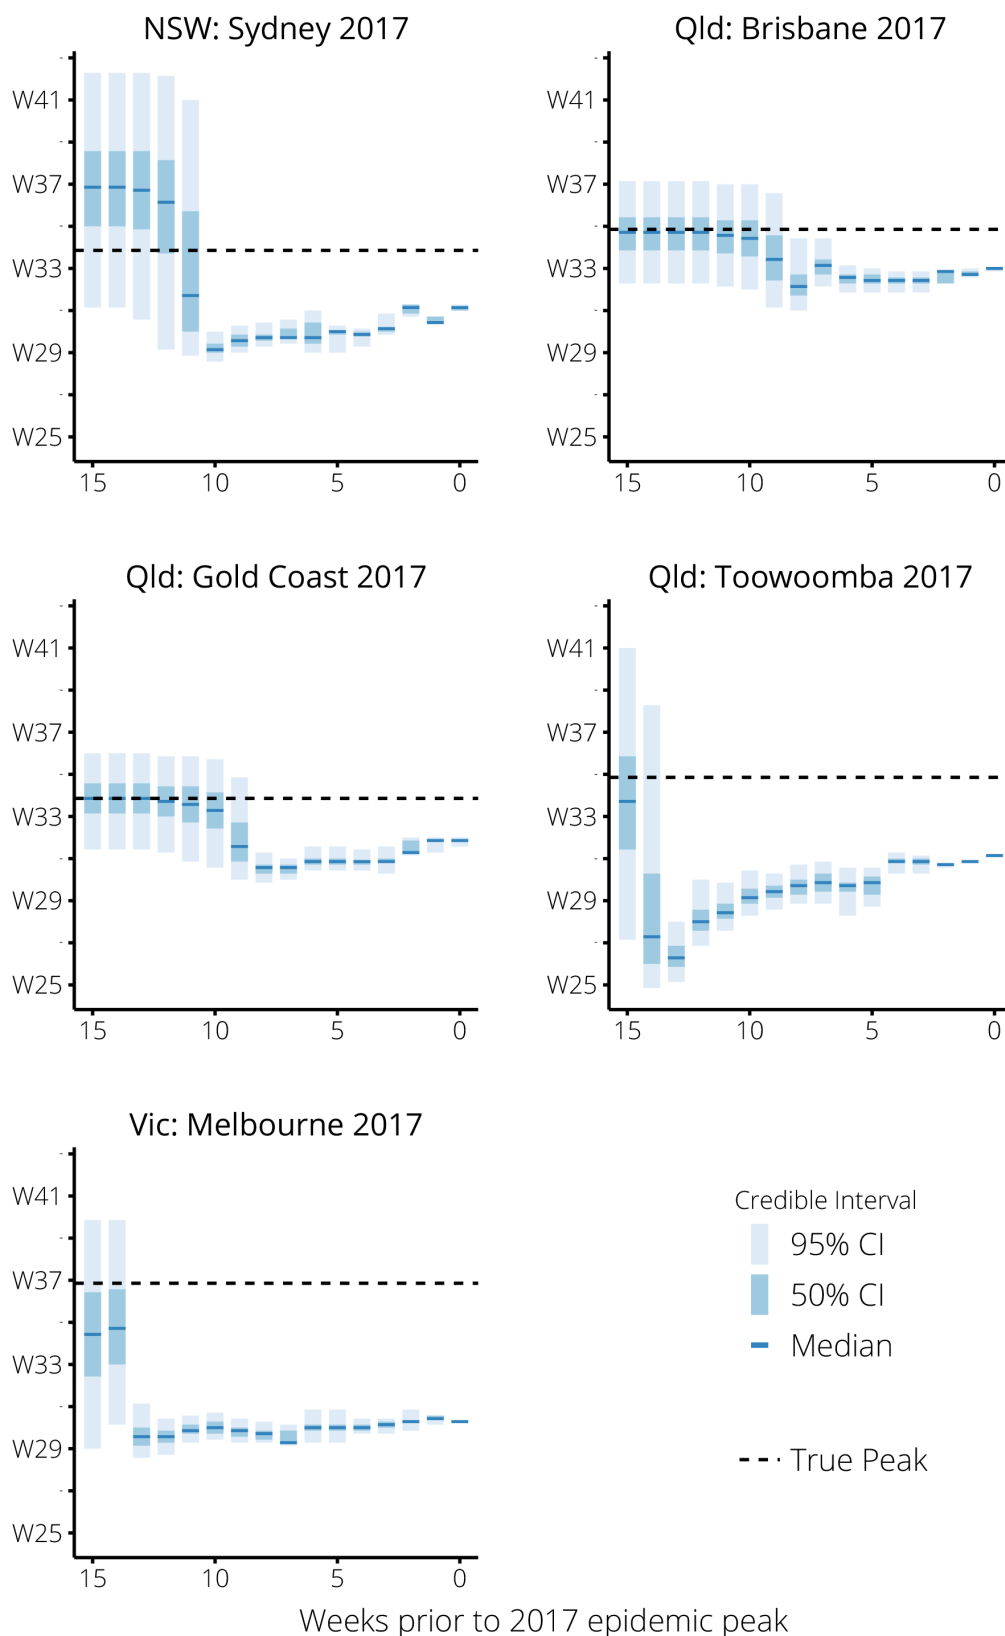 NSW: Sydney 2017
W41
W37
W33
W29
W25
15 10 5 0
Qld: Brisbane 2017
W41
W37
W33
W29
W25
15 10 5 0
Qld: Gold Coast 2017
W41
W37
W33
W29
W25
15 10 5 0
Qld: Toowoomba 2017
W41
W37
W33
W29
W25
15 10 5 0
Vic: Melbourne 2017
W41
W37
W33
W29
W25
15 10 5 0
Credible Interval
95% CI
50% CI
Median
True Peak
Weeks prior to 2017 epidemic peak